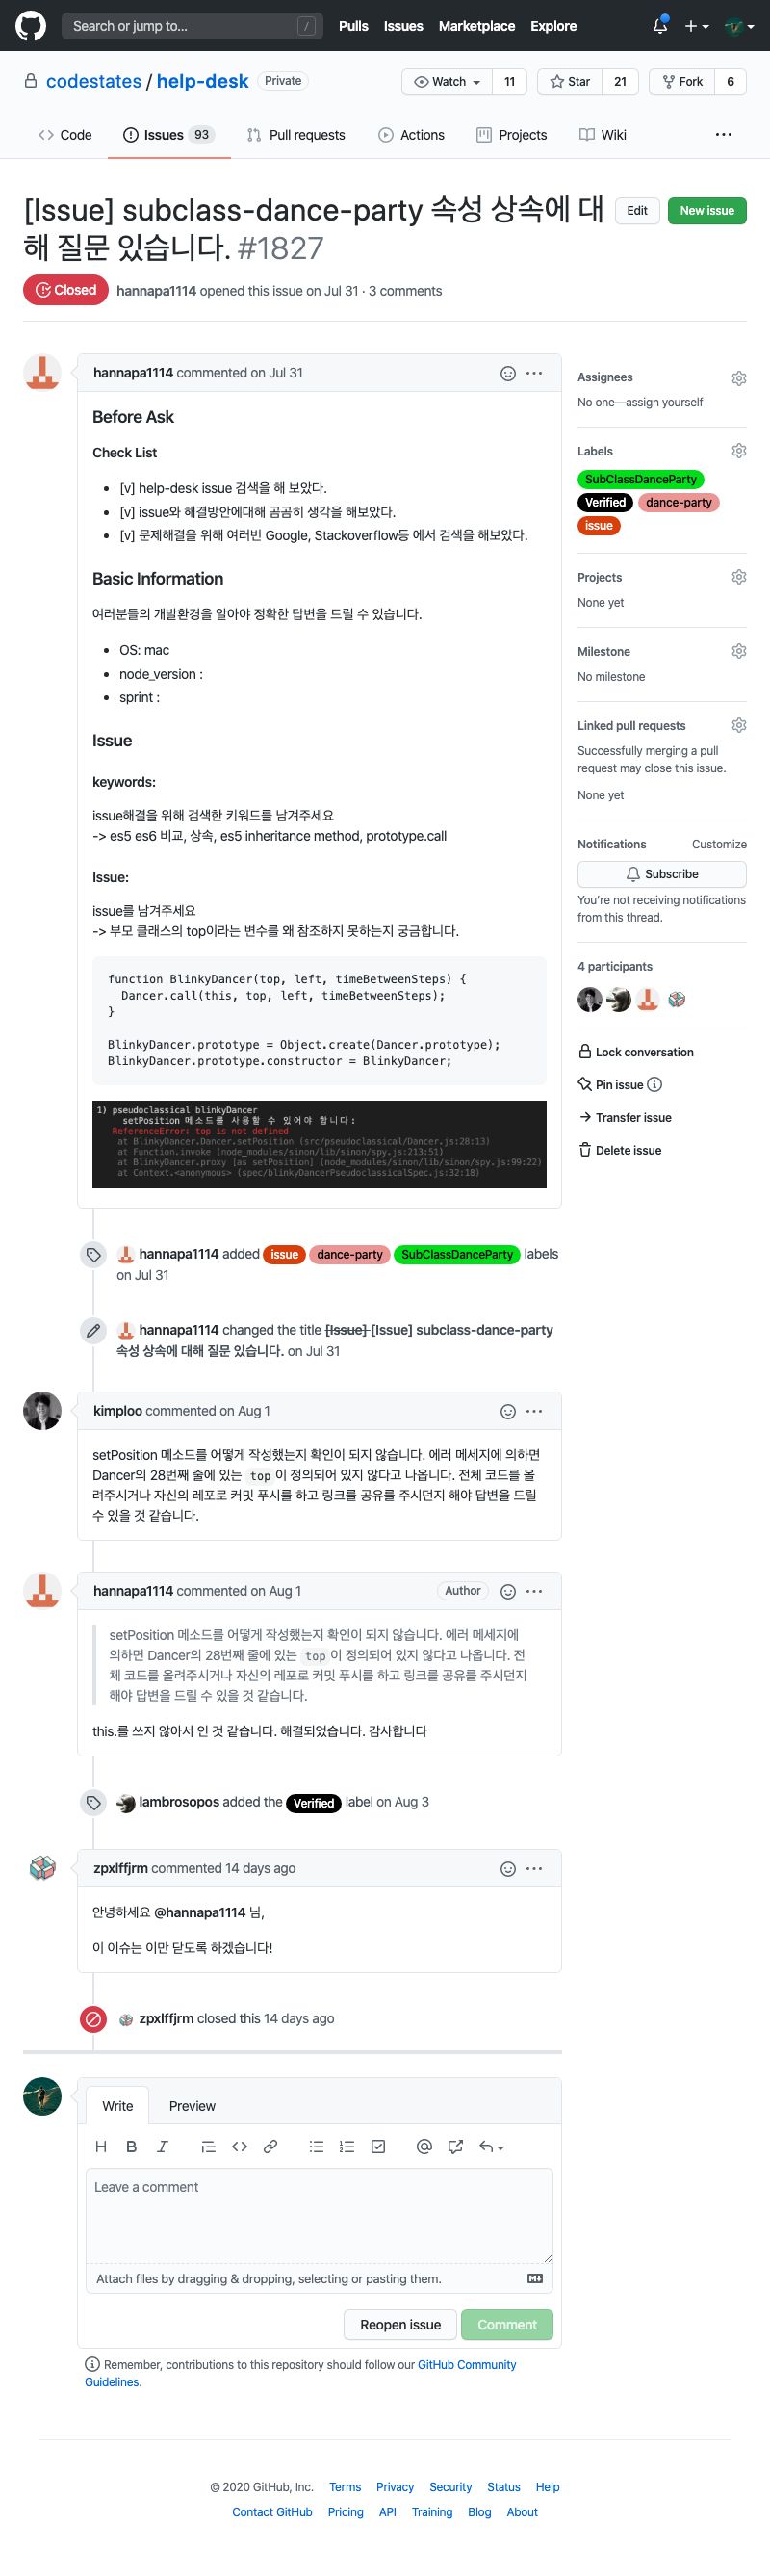 Search or jump to... /
Pulls Issues Marketplace Explore
codestates / help-desk Private
Watch 11 Star 21 Fork 6
Code Issues 93 Pull requests Actions Projects Wiki ...
[Issue] subclass-dance-party 속성 상속에 대
해 질문 있습니다. #1827
Edit New issue
Closed hannapa1114 opened this issue on Jul 31 · 3 comments
hannapa1114 commented on Jul 31
Before Ask
Check List
• [v] help-desk issue 검색을 해 보았다.
• [v] issue와 해결방안에대해 곰곰히 생각을 해보았다.
• [v] 문제해결을 위해 여러번 Google, Stackoverflow등 에서 검색을 해보았다.
Basic Information
여러분들의 개발환경을 알아야 정확한 답변을 드릴 수 있습니다.
• OS: mac
• node_version :
• sprint :
Issue
keywords:
issue해결을 위해 검색한 키워드를 남겨주세요
-> es5 es6 비교, 상속, es5 inheritance method, prototype.call
Issue:
issue를 남겨주세요
-> 부모 클래스의 top이라는 변수를 왜 참조하지 못하는지 궁금합니다.
function BlinkyDancer(top, left, timeBetweenSteps) {
Dancer.call(this, top, left, timeBetweenSteps);
}
BlinkyDancer.prototype = Object.create(Dancer.prototype);
BlinkyDancer.prototype.constructor = BlinkyDancer;
1) pseudoclassical blinkyDancer
setPosition 메소드를 사용할 수 있어야 합니다:
ReferenceError: top is not defined
at BlinkyDancer.Dancer.setPosition (src/pseudoclassical/Dancer.js:28:13)
at Function.invoke (node_modules/sinon/lib/sinon/spy.js:213:51)
at BlinkyDancer.proxy [as setPosition] (node_modules/sinon/lib/sinon/spy.js:99:22)
at Context.<anonymous> (spec/blinkyDancerPseudoclassicalSpec.js:32:18)
Assignees
No one—assign yourself
Labels
SubClassDanceParty
Verified dance-party
issue
Projects
None yet
Milestone
No milestone
Linked pull requests
Successfully merging a pull
request may close this issue.
None yet
Notifications Customize
Subscribe
You're not receiving notifications
from this thread.
4 participants
Lock conversation
Pin issue
Transfer issue
Delete issue
hannapa1114 added issue dance-party SubClassDanceParty labels
on Jul 31
hannapa1114 changed the title [Issue] [Issue] subclass-dance-party
속성 상속에 대해 질문 있습니다. on Jul 31
kimploo commented on Aug 1
setPosition 메소드를 어떻게 작성했는지 확인이 되지 않습니다. 에러 메세지에 의하면
Dancer의 28번째 줄에 있는 top 이 정의되어 있지 않다고 나옵니다. 전체 코드를 올
려주시거나 자신의 레포로 커밋 푸시를 하고 링크를 공유를 주시던지 해야 답변을 드릴
수 있을 것 같습니다.
hannapa1114 commented on Aug 1 Author
setPosition 메소드를 어떻게 작성했는지 확인이 되지 않습니다. 에러 메세지에
의하면 Dancer의 28번째 줄에 있는 top 이 정의되어 있지 않다고 나옵니다. 전
체 코드를 올려주시거나 자신의 레포로 커밋 푸시를 하고 링크를 공유를 주시던지
해야 답변을 드릴 수 있을 것 같습니다.
this.를 쓰지 않아서 인 것 같습니다. 해결되었습니다. 감사합니다
lambrosopos added the Verified label on Aug 3
zpxlffjrm commented 14 days ago
안녕하세요 @hannapa1114 님,
이 이슈는 이만 닫도록 하겠습니다!
zpxlffjrm closed this 14 days ago
Write Preview
H B I @
Leave a comment
Attach files by dragging & dropping, selecting or pasting them.
Reopen issue Comment
Remember, contributions to this repository should follow our GitHub Community
Guidelines.
© 2020 GitHub, Inc. Terms Privacy Security Status Help
Contact GitHub Pricing API Training Blog About